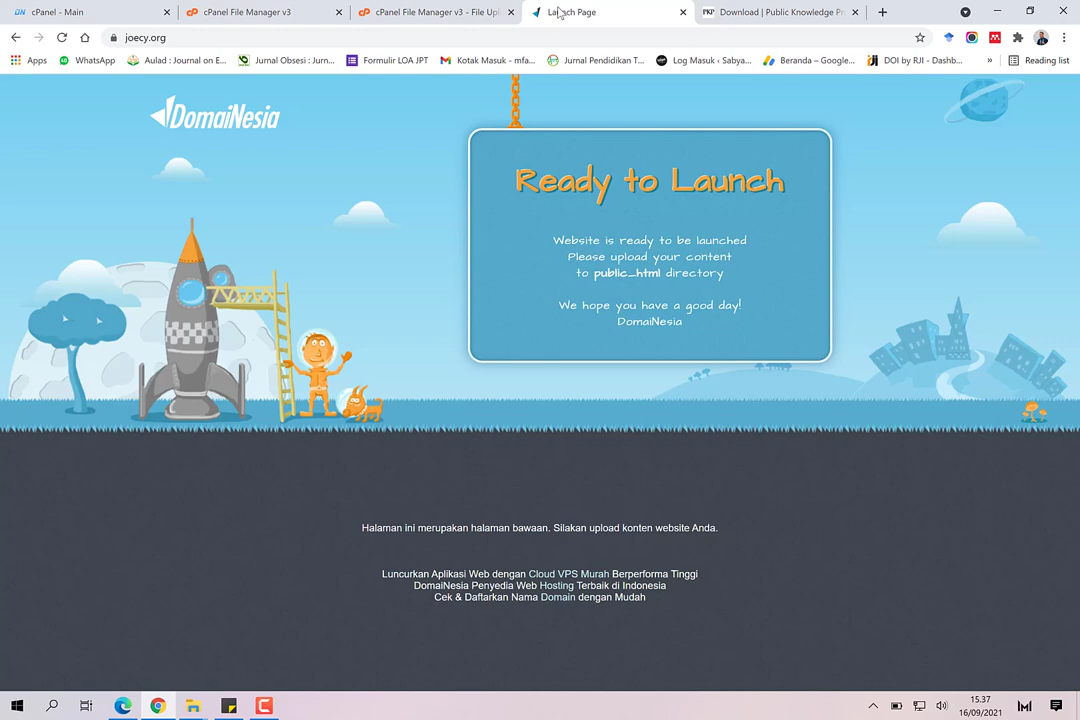 cPanel - Main
cPanel File Manager v3
cPanel File Manager v3 - File Upl
Launch Page
PKP Download | Public Knowledge Pr
joecy.org
Apps
WhatsApp
Aulad : Journal on E...
Jurnal Obsesi : Jurn...
Formulir LOA JPT
Kotak Masuk - mfa...
Jurnal Pendidikan T...
Log Masuk ‹ Sabya...
Beranda – Google...
DOI by RJI - Dashb...
»
Reading list
DomaiNesia
Ready to Launch
Website is ready to be launched
Please upload your content
to public_html directory
We hope you have a good day!
DomaiNesia
Halaman ini merupakan halaman bawaan. Silakan upload konten website Anda.
Luncurkan Aplikasi Web dengan Cloud VPS Murah Berperforma Tinggi
DomaiNesia Penyedia Web Hosting Terbaik di Indonesia
Cek & Daftarkan Nama Domain dengan Mudah
15.37
16/09/2021